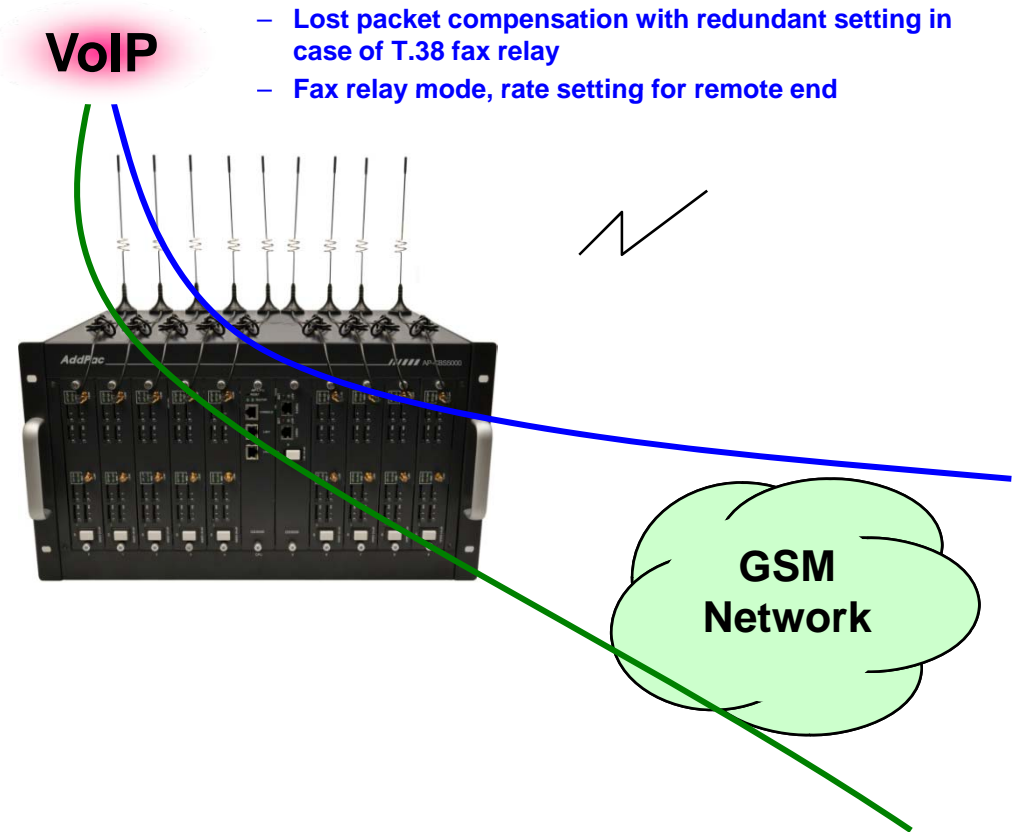 – Lost packet compensation with redundant setting in
case of T.38 fax relay
– Fax relay mode, rate setting for remote end
VoIP
AddPac
GSM
Network